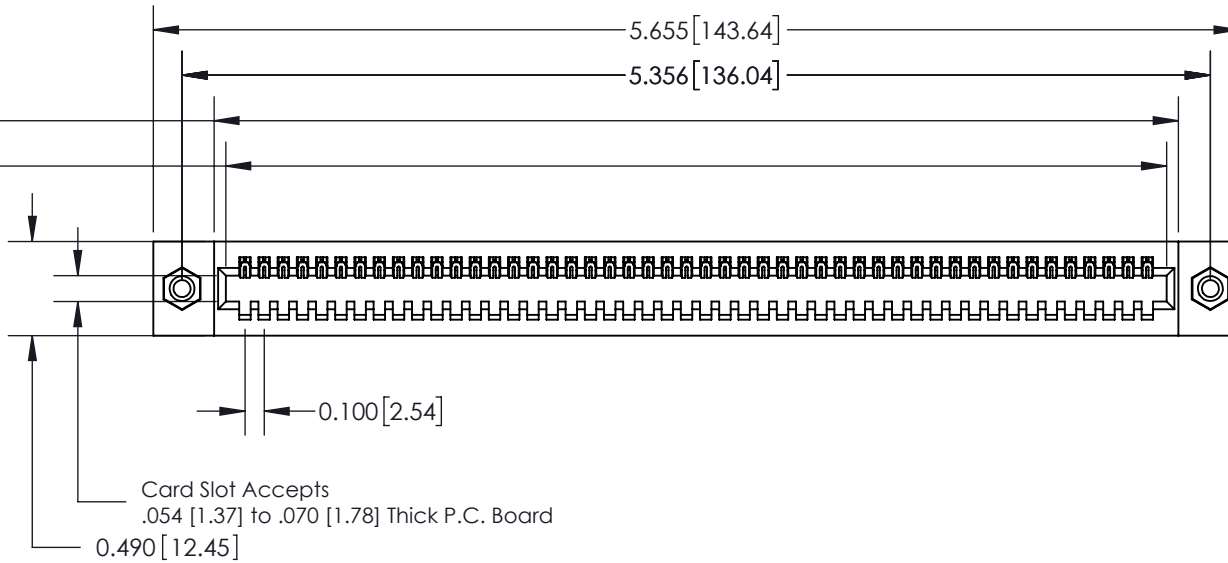 5.655[143.64]
5.356[136.04]
0.100[2.54]
Card Slot Accepts
.054 [1.37] to .070 [1.78] Thick P.C. Board
0.490[12.45]